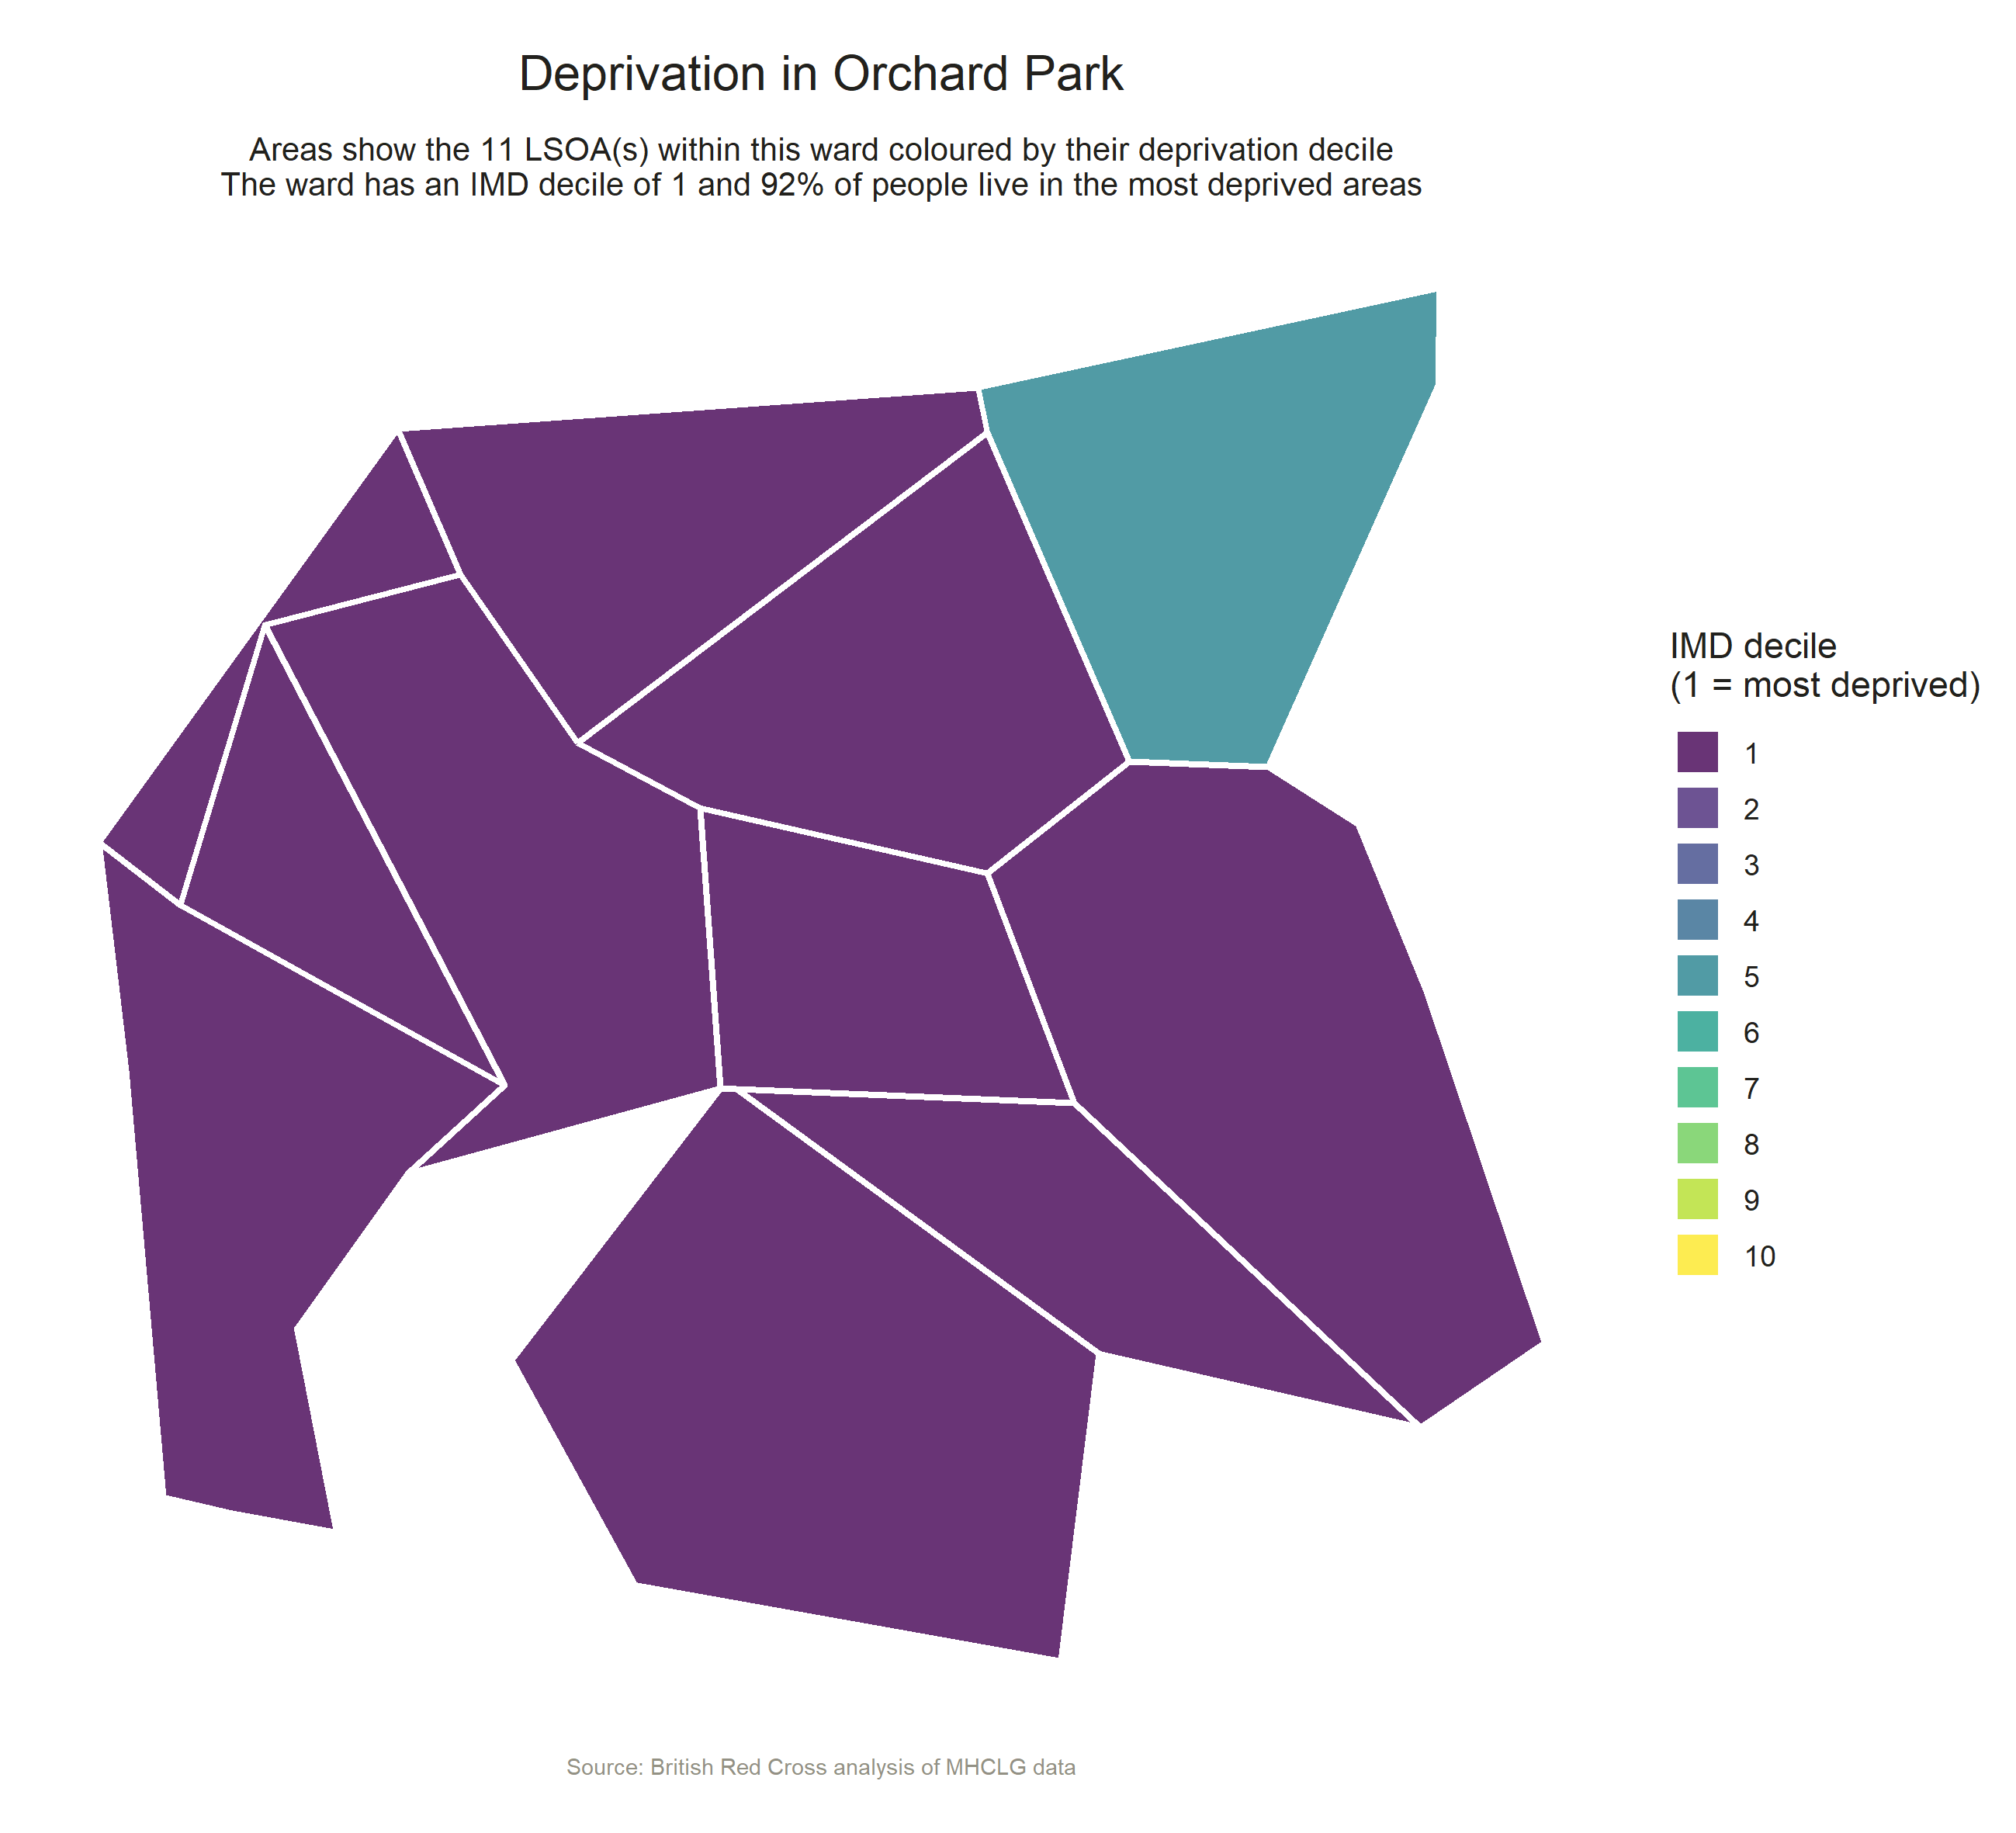 Deprivation in Orchard Park
Areas show the 11 LSOA(s) within this ward coloured by their deprivation decile
The ward has an IMD decile of 1 and 92% of people live in the most deprived areas
IMD decile
(1 = most deprived)
1
2
3
4
5
6
7
8
9
10
Source: British Red Cross analysis of MHCLG data